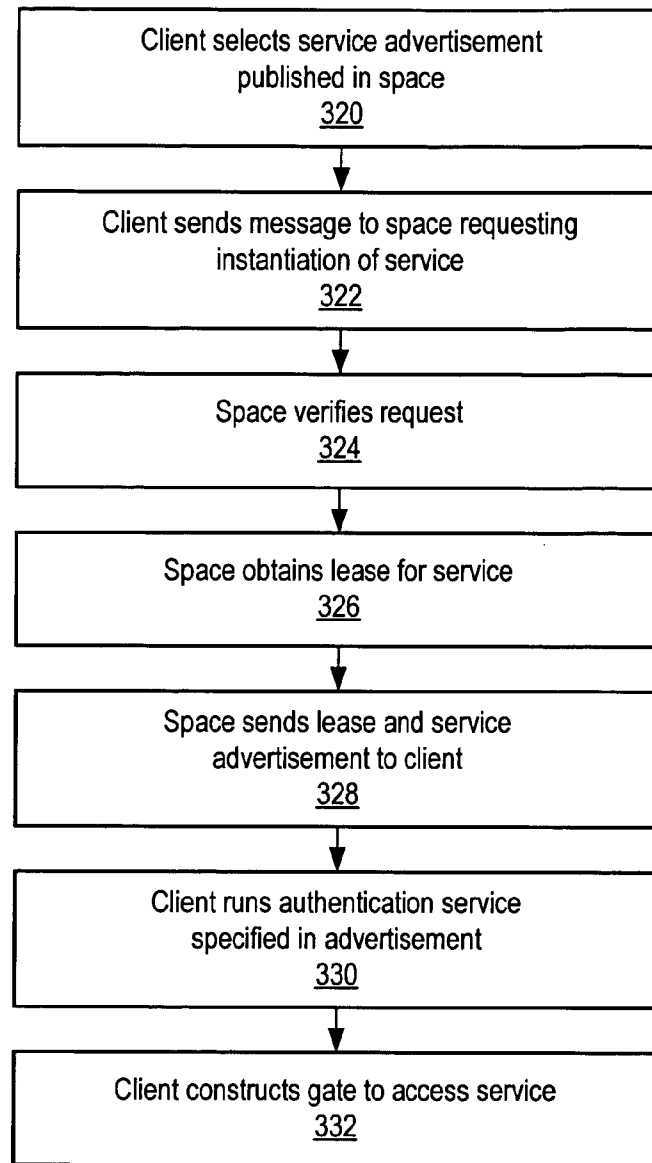 Client selects service advertisement
published in space
320
Client sends message to space requesting
instantiation of service
322
Space verifies request
324
Space obtains lease for service
326
Space sends lease and service
advertisement to client
328
Client runs authentication service
specified in advertisement
330
Client constructs gate to access service
332